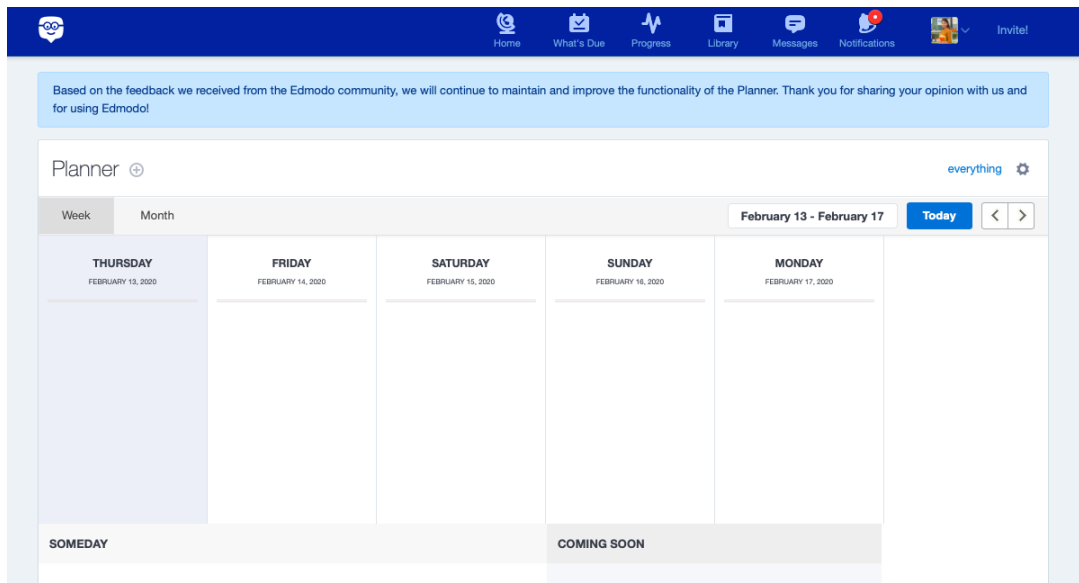 Home What's Due Progress Library Messages Notifications Invite!
Based on the feedback we received from the Edmodo community, we will continue to maintain and improve the functionality of the Planner. Thank you for sharing your opinion with us and
for using Edmodo!
Planner everything
Week Month February 13 - February 17 Today
THURSDAY FRIDAY SATURDAY SUNDAY MONDAY
FEBRUARY 13, 2020 FEBRUARY 14, 2020 FEBRUARY 15, 2020 FEBRUARY 16, 2020 FEBRUARY 17, 2020
SOMEDAY COMING SOON